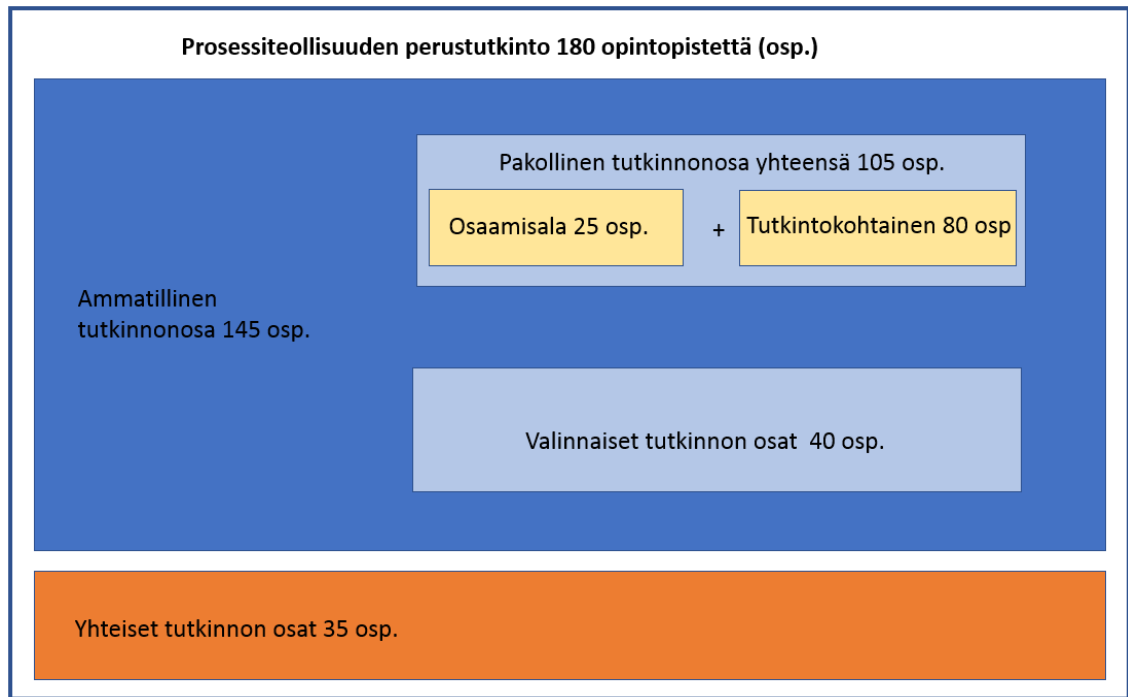 Prosessiteollisuuden perustutkinto 180 opintopistettä (osp.)
Pakollinen tutkinnonosa yhteensä 105 osp.
Osaamisala 25 osp.
+
Tutkintokohtainen 80 osp
Ammatillinen
tutkinnonosa 145 osp.
Valinnaiset tutkinnon osat  40 osp.
Yhteiset tutkinnon osat 35 osp.